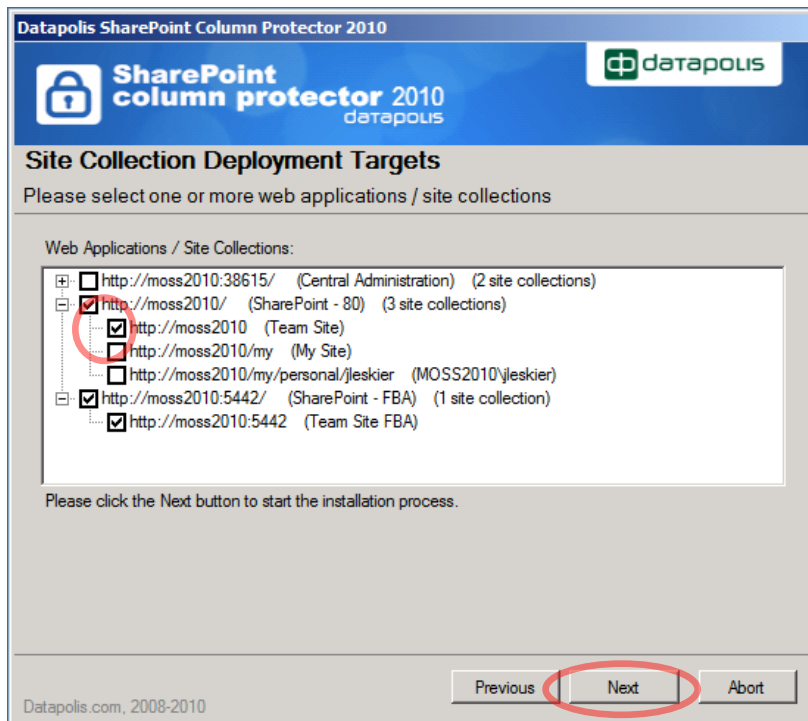 Datapolis SharePoint Column Protector 2010
datapolis
SharePoint
column protector 2010
datapolis
Site Collection Deployment Targets
Please select one or more web applications / site collections
Web Applications / Site Collections:
http://moss2010:38615/ (Central Administration) (2 site collections)
http://moss2010/ (SharePoint - 80) (3 site collections)
http://moss2010 (Team Site)
http://moss2010/my (My Site)
http://moss2010/my/personal/jleskier (MOSS2010\jleskier)
http://moss2010:5442/ (SharePoint - FBA) (1 site collection)
http://moss2010:5442 (Team Site FBA)
Please click the Next button to start the installation process.
Previous Next Abort
Datapolis.com, 2008-2010